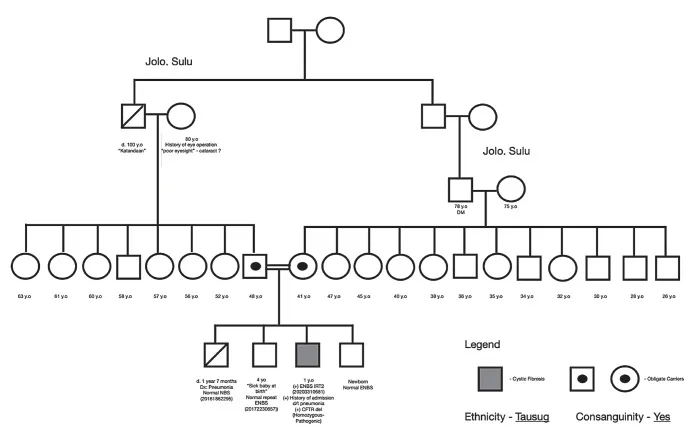 Jolo, Sulu
d. 100 y.o
"Katandaan"
80 y.o
History of eye operation
"poor eyesight" - cataract ?
Jolo, Sulu
78 y.o
DM
75 y.o
63 y.o
61 y.o
60 y.o
58 y.o
57 y.o
56 y.o
52 y.o
48 y.o
41 y.o
47 y.o
45 y.o
40 y.o
38 y.o
36 y.o
35 y.o
34 y.o
32 y.o
30 y.o
28 y.o
26 y.o
d. 1 year 7 months
Dx: Pneumonia
Normal NBS
(20161862295)
4 yo
"Sick baby at
birth"
Normal repeat
ENBS
(20172230657))
1 y.o
(+) ENBS IRT2
(20203310681)
(+) History of admission
d/t pneumonia
(+) CFTR del
(Homozygous-
Pathogenic)
Newborn
Normal ENBS
Legend
- Cystic Fibrosis
- Obligate Carriers
Ethnicity - Tausug
Consanguinity - Yes